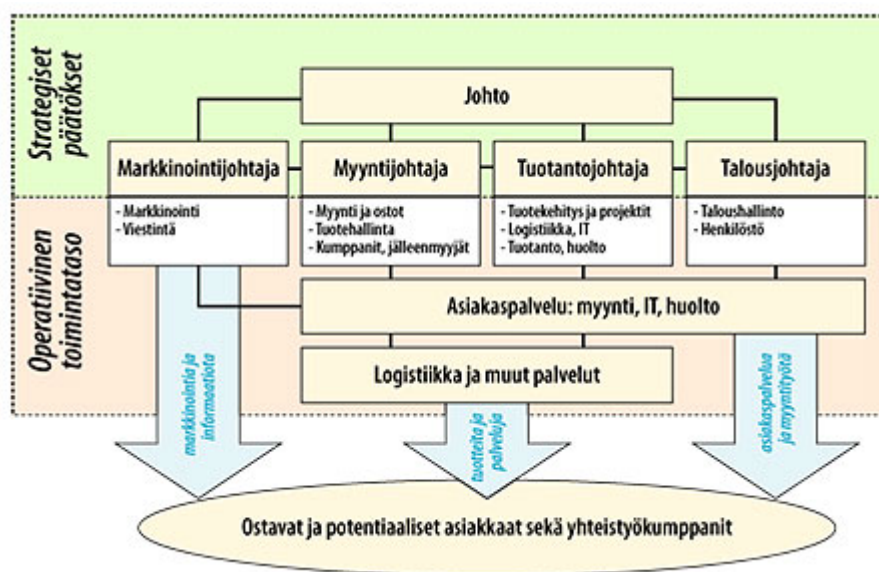 Strategiset
päätökset
Johto
Markkinointijohtaja
Myyntijohtaja
Tuotantojohtaja
Talousjohtaja
- Markkinointi
- Viestintä
- Myynti ja ostot
- Tuotehallinta
- Kumppanit, jälleenmyyjät
- Tuotekehitys ja projektit
- Logistiikka, IT
- Tuotanto, huolto
- Taloushallinto
- Henkilöstö
Operatiivinen
toimintataso
Asiakaspalvelu: myynti, IT, huolto
Logistiikka ja muut palvelut
markkinointia ja
informaatiota
tuotteita ja
palveluja
asiakaspalvelua
ja myyntityötä
Ostavat ja potentiaaliset asiakkaat sekä yhteistyökumppanit